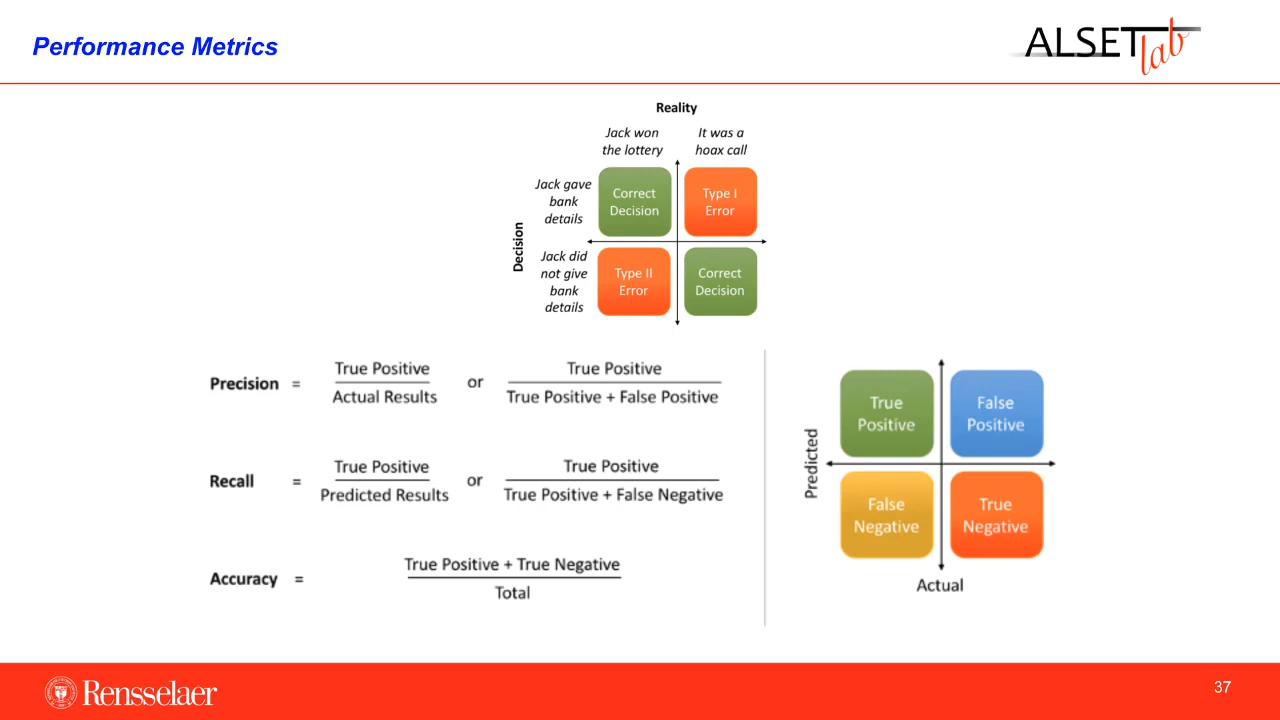 Performance Metrics
ALSET lab
Reality
Jack won
the lottery
It was a
hoax call
Decision
Jack gave
bank
details
Correct
Decision
Type I
Error
Jack did
not give
bank
details
Type II
Error
Correct
Decision
Precision = True Positive
Actual Results
or
True Positive
True Positive + False Positive
Recall = True Positive
Predicted Results
or
True Positive
True Positive + False Negative
Accuracy = True Positive + True Negative
Total
Predicted
True
Positive
False
Positive
False
Negative
True
Negative
Actual
Rensselaer
37